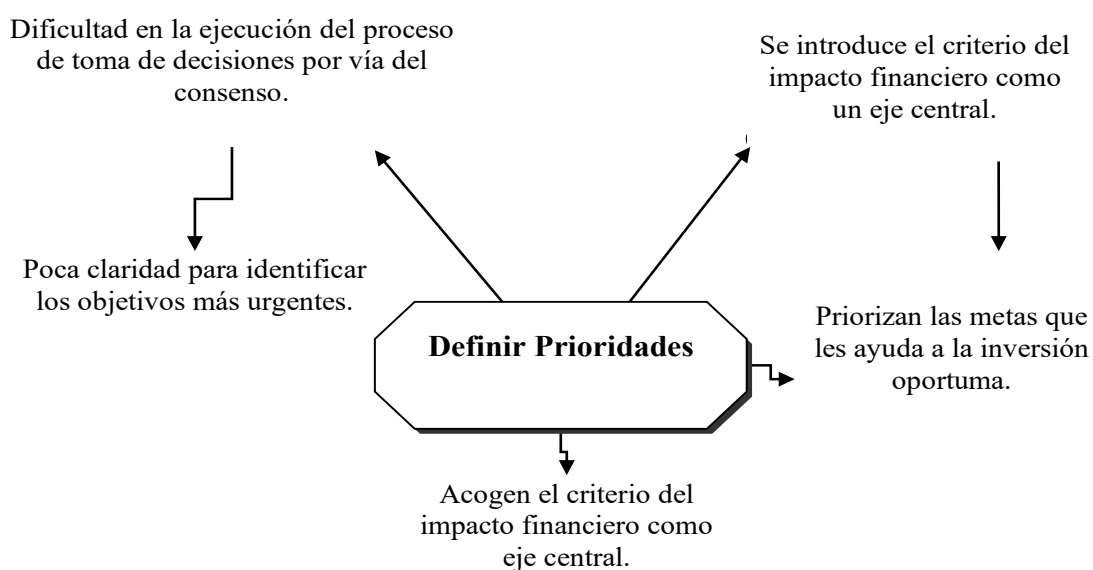 Dificultad en la ejecución del proceso
de toma de decisiones por vía del
consenso.
Se introduce el criterio del
impacto financiero como
un eje central.
Poca claridad para identificar
los objetivos más urgentes.
Definir Prioridades
Priorizan las metas que
les ayuda a la inversión
oportuma.
Acogen el criterio del
impacto financiero como
eje central.